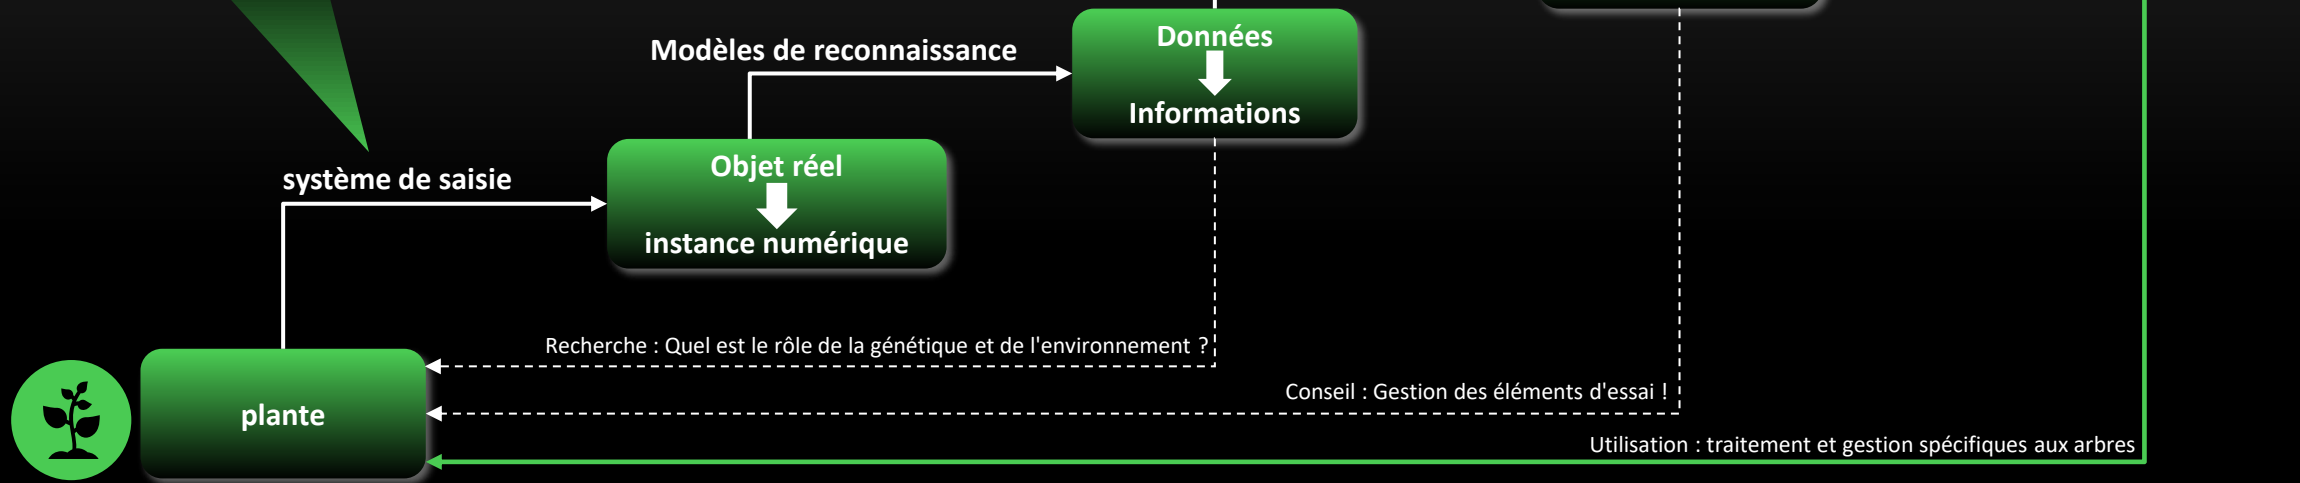 Données
Modèles de reconnaissance
Informations
Objet réel
système de saisie
instance numérique
Recherche : Quel est le rôle de la génétique et de l'environnement ?
Conseil : Gestion des éléments d'essai !
plante
Utilisation : traitement et gestion spécifiques aux arbres